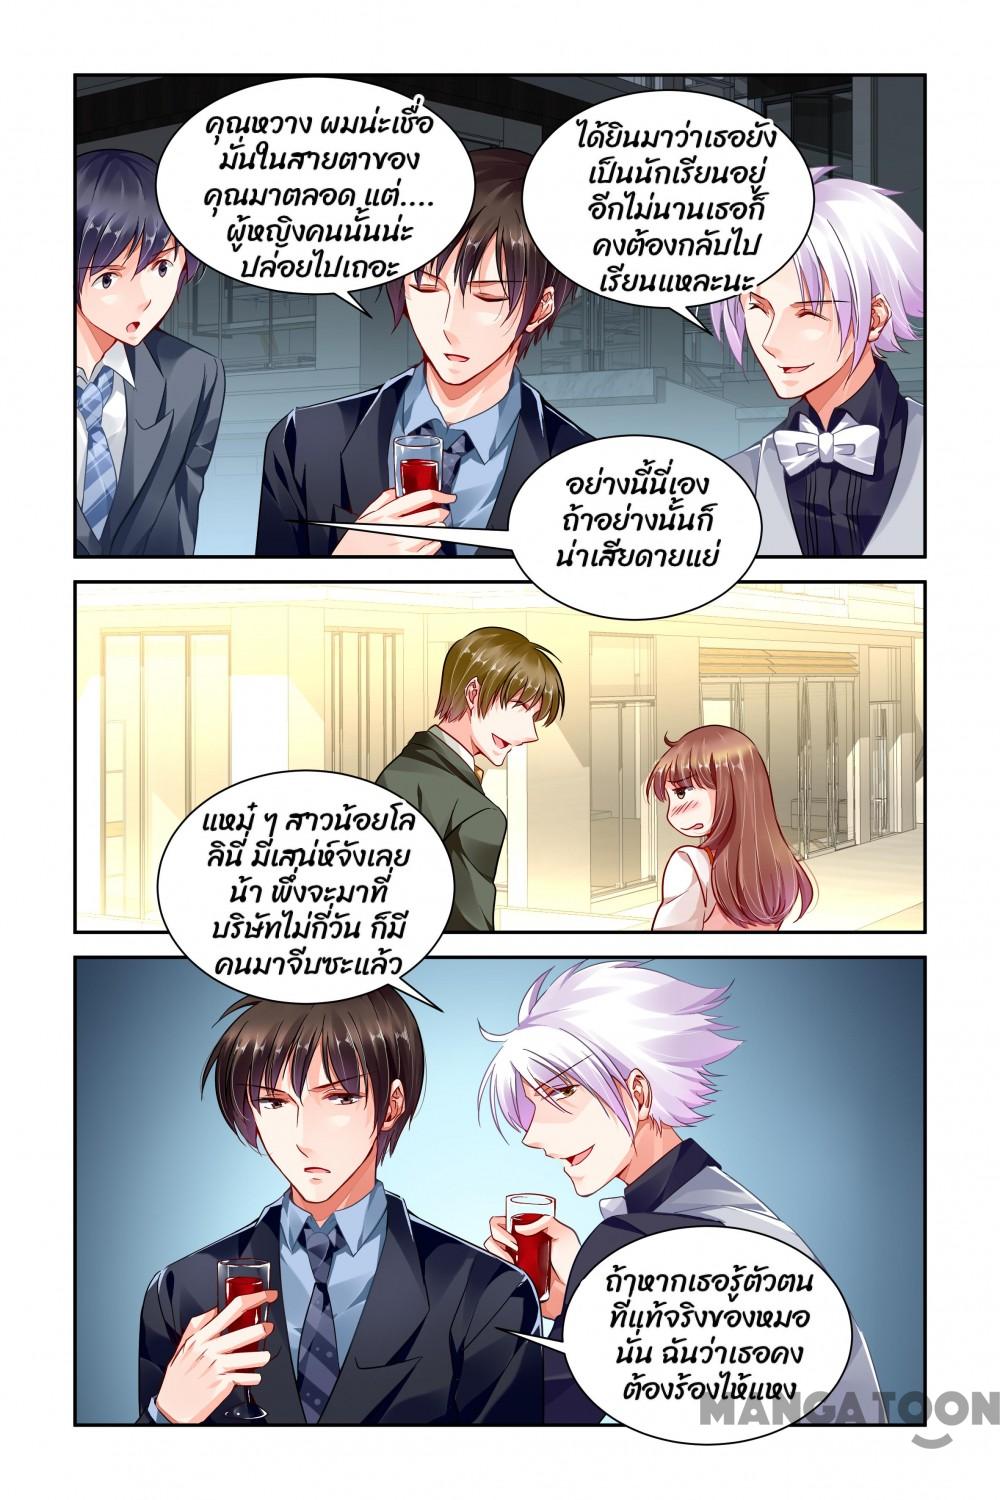 คุณหวาง ผมน่ะเชื่อ
มั่นในสายตาของ
คุณมาตลอด แต่....
ผู้หญิงคนนั้นน่ะ
ปล่อยไปเถอะ
ได้ยินมาว่าเธอยัง
เป็นนักเรียนอยู่
อีกไม่นานเธอก็
คงต้องกลับไป
เรียนแหละนะ
อย่างนี้นี่เอง
ถ้าอย่างนั้นก็
น่าเสียดายแย่
แหม๋ ๆ สาวน้อยโล
ลินี่ มีเสน่ห์จังเลย
น้า พึ่งจะมาที่
บริษัทไม่กี่วัน ก็มี
คนมาจีบซะแล้ว
ถ้าหากเธอรู้ตัวตน
ที่แท้จริงของหมอ
นั่น ฉันว่าเธอคง
ต้องร้องไห้แหง
MANGATOON